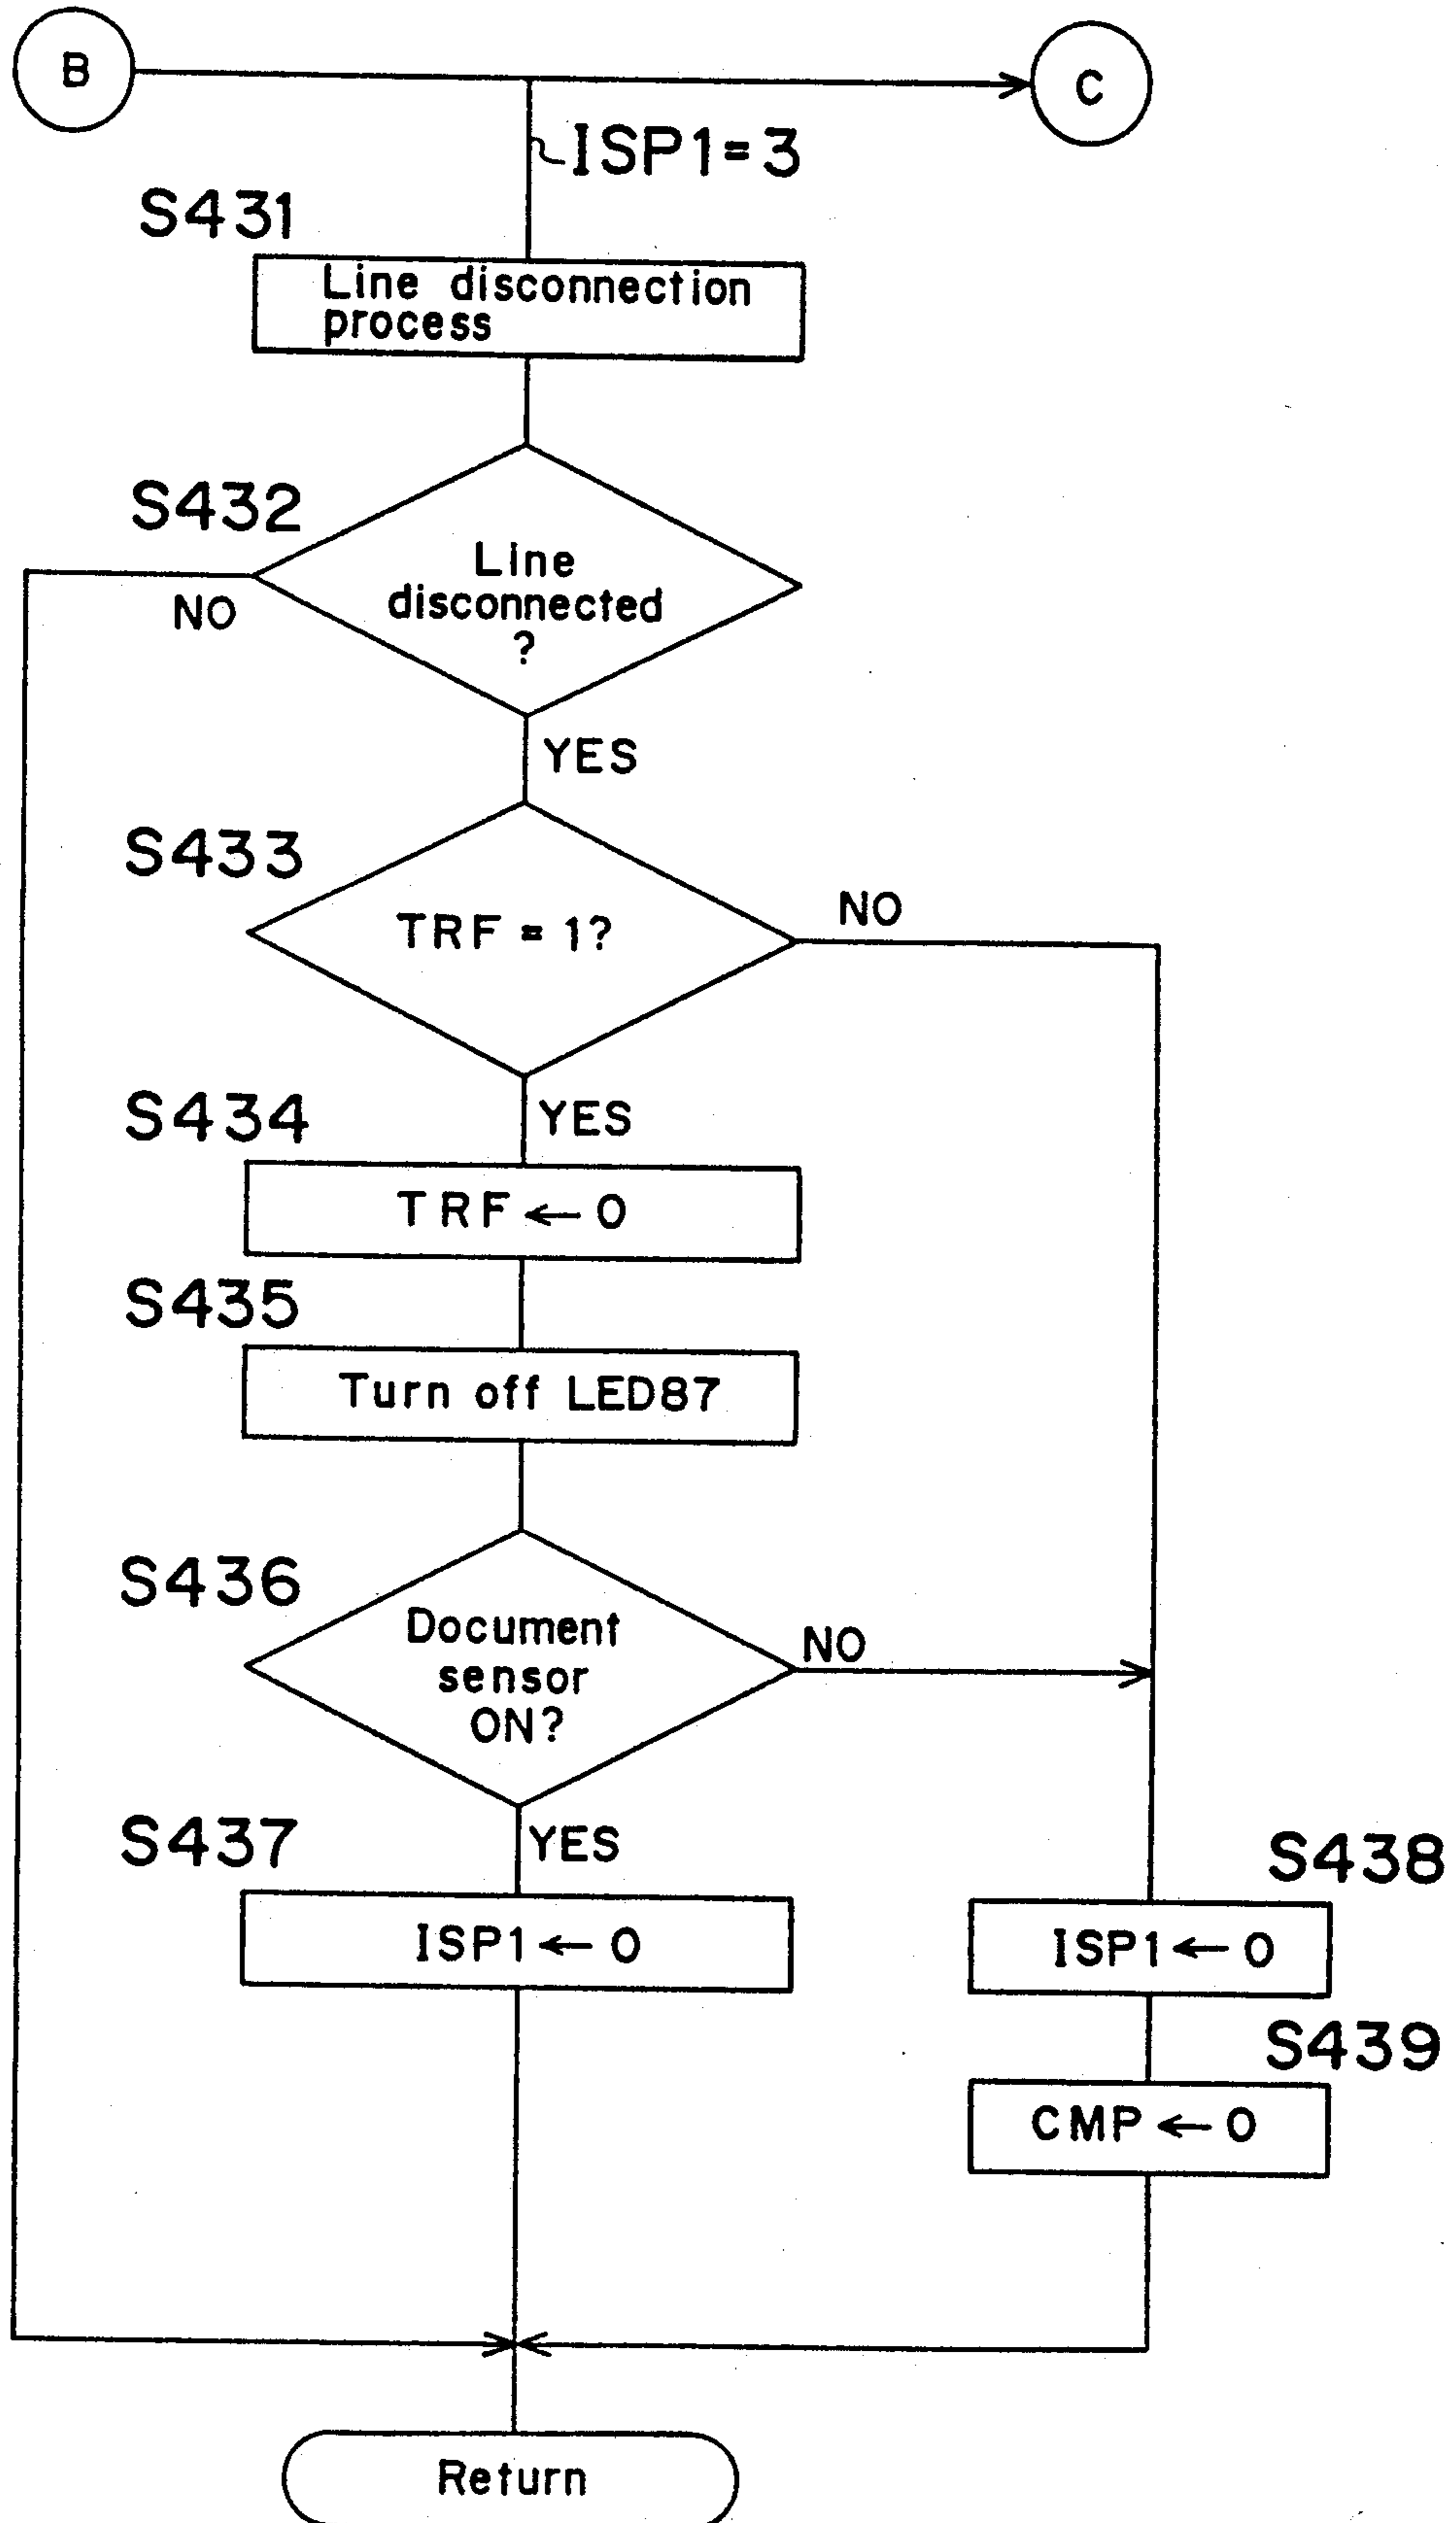 B
C
ISP1=3
S431
Line disconnection
process
S432
Line
disconnected
?
NO
YES
S433
TRF = 1?
NO
YES
S434
TRF ← 0
S435
Turn off LED87
S436
Document
sensor
ON?
NO
YES
S437
ISP1 ← 0
S438
ISP1 ← 0
S439
CMP ← 0
Return